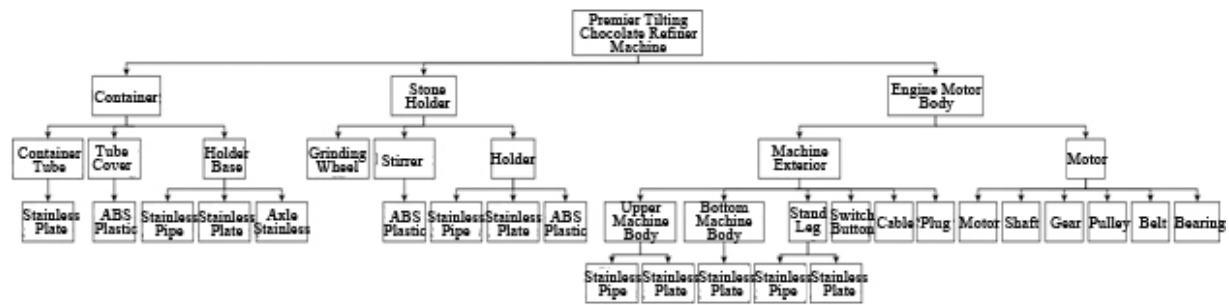 Premier Tilting
Chocolate Refiner
Machine
Container
Stone
Holder
Engine Motor
Body
Container
Tube
Tube
Cover
Holder
Base
Grinding
Wheel
Stirrer
Holder
Machine
Exterior
Motor
Stainless
Plate
ABS
Plastic
Stainless
Pipe
Stainless
Plate
Axle
Stainless
ABS
Plastic
Stainless
Pipe
Stainless
Plate
ABS
Plastic
Upper
Machine
Body
Bottom
Machine
Body
Stand
Leg
Switch
Button
Cable
Plug
Motor
Shaft
Gear
Pulley
Belt
Bearing
Stainless
Pipe
Stainless
Plate
Stainless
Plate
Stainless
Pipe
Stainless
Plate